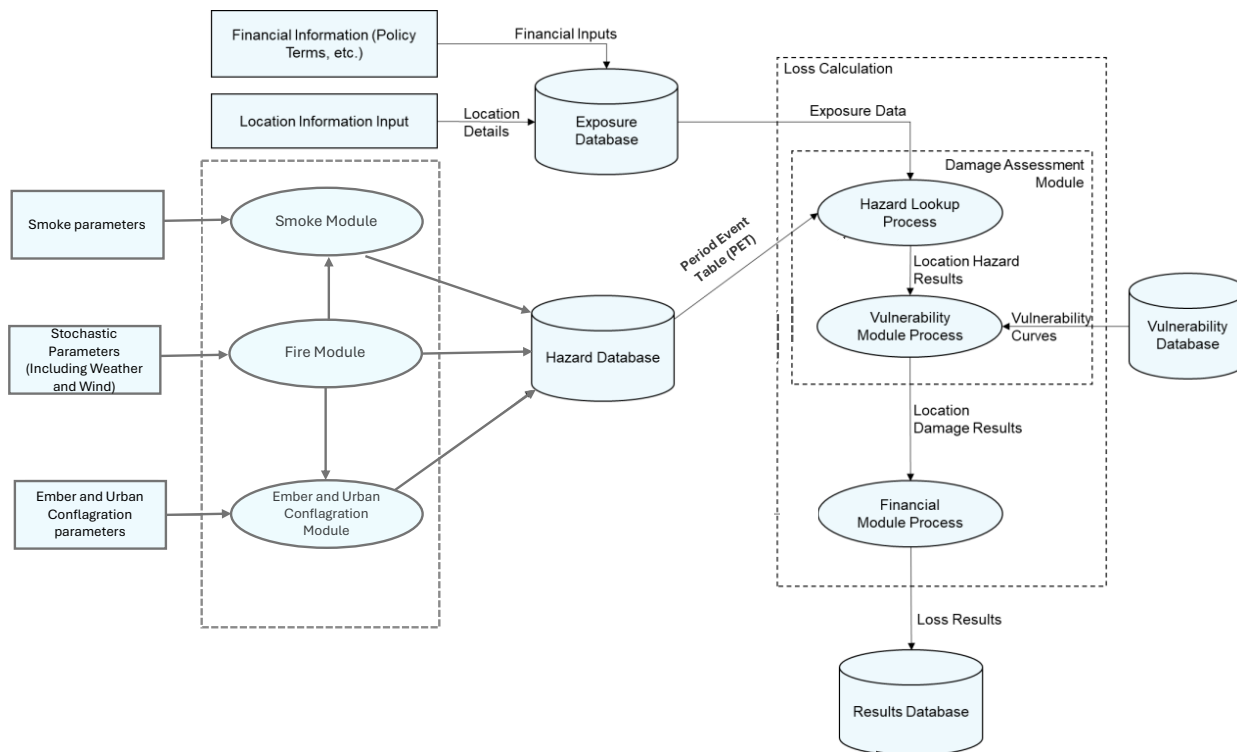 Financial Information (Policy
Terms, etc.)
Financial Inputs
Location Information Input
Location
Details
Exposure
Database
Loss Calculation
Exposure Data
Damage Assessment
Module
Hazard Lookup
Process
Location Hazard
Results
Vulnerability
Module Process
Vulnerability
Curves
Vulnerability
Database
Smoke parameters
Smoke Module
Period Event
Table (PET)
Stochastic
Parameters
(Including Weather
and Wind)
Fire Module
Hazard Database
Location
Damage Results
Ember and Urban
Conflagration
parameters
Ember and Urban
Conflagration
Module
Financial
Module Process
Loss Results
Results Database